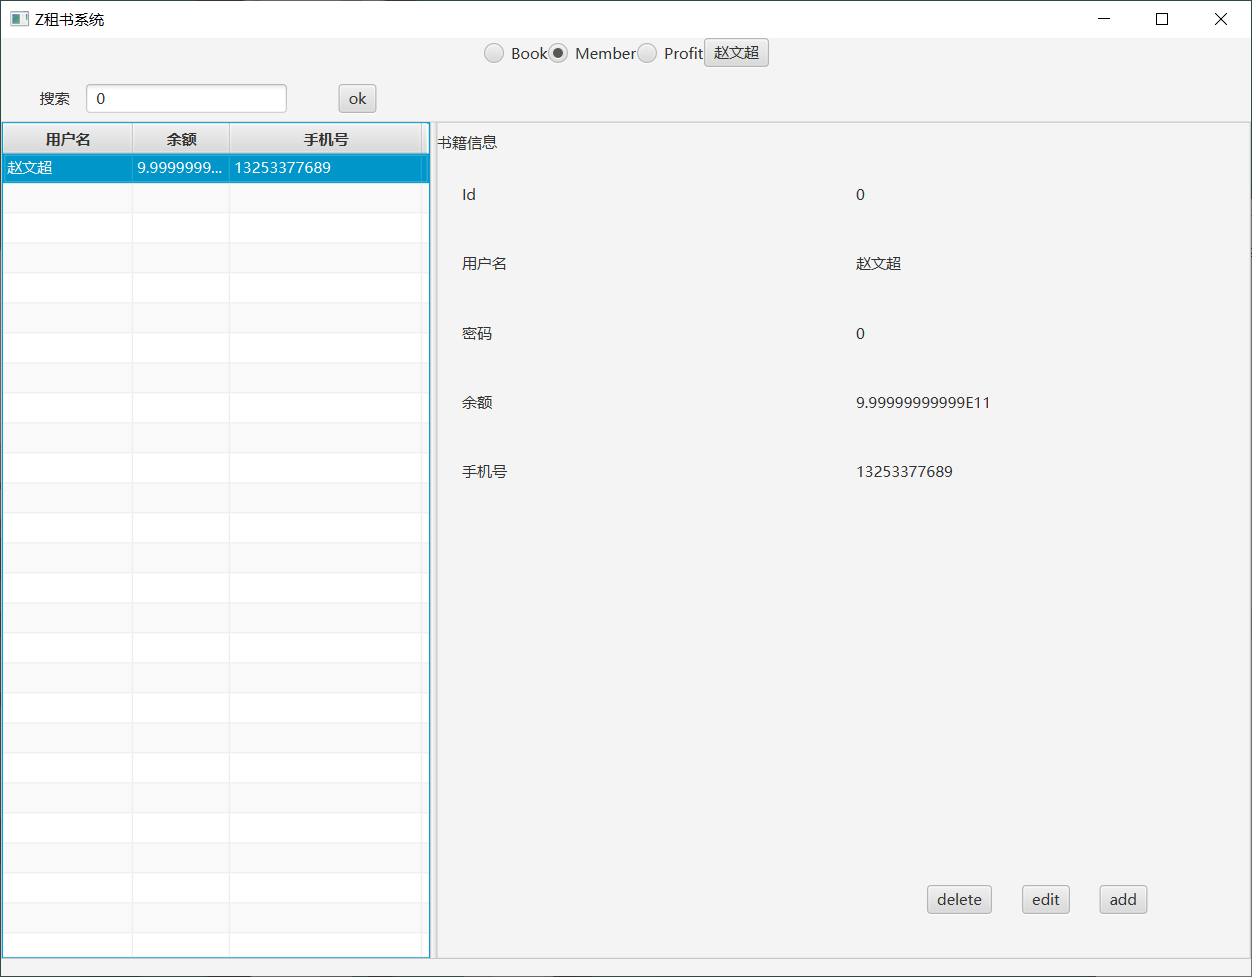 Z租书系统
Book Member Profit 赵文超
搜索 0 ok
用户名 余额 手机号
赵文超 9.9999999... 13253377689
书籍信息
Id 0
用户名 赵文超
密码 0
余额 9.99999999999E11
手机号 13253377689
delete edit add